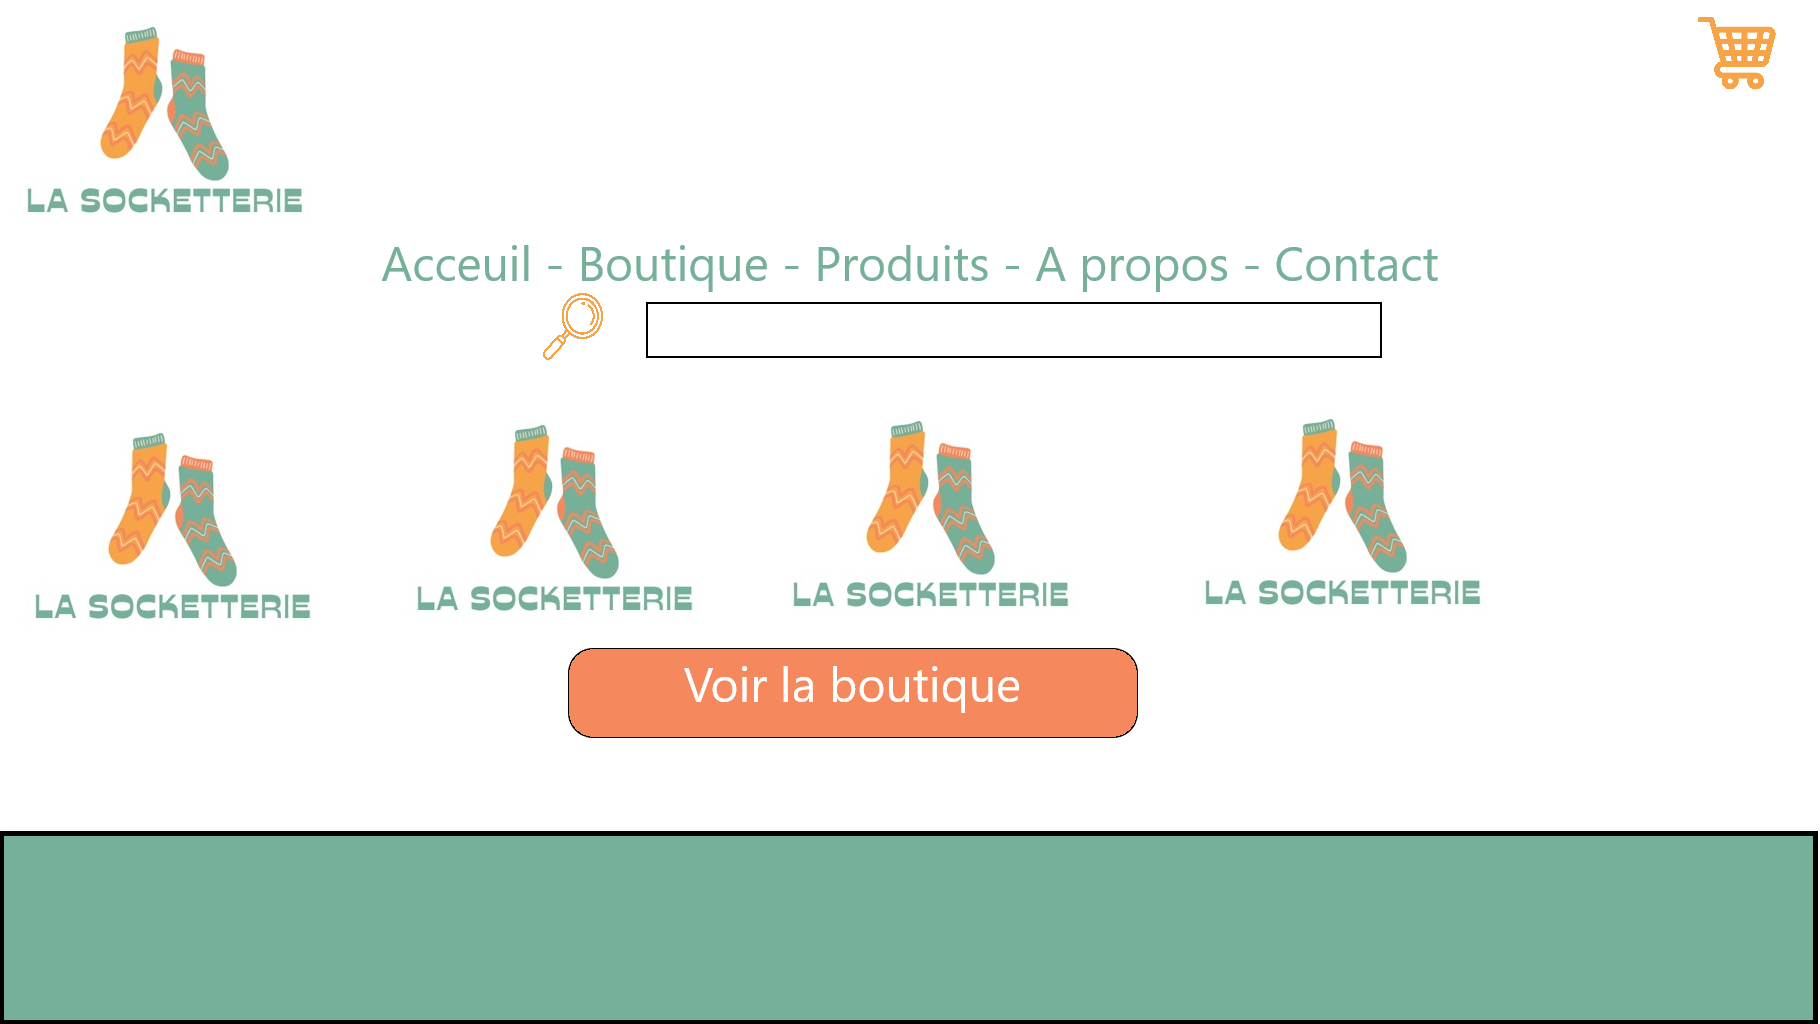 LA SOCKETTERIE
Acceuil - Boutique - Produits - A propos - Contact
LA SOCKETTERIE
LA SOCKETTERIE
LA SOCKETTERIE
LA SOCKETTERIE
Voir la boutique